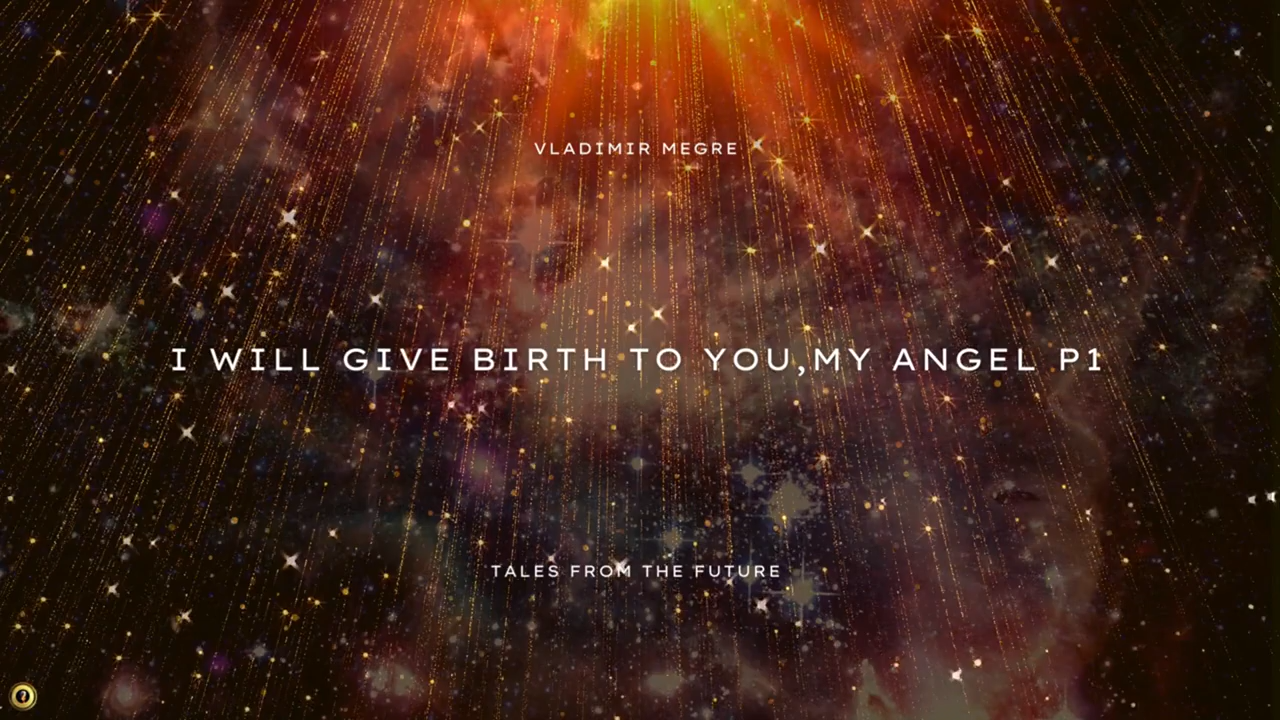 VLADIMIR MEGRE
I WILL GIVE BIRTH TO YOU,MY ANGEL P1
TALES FROM THE FUTURE